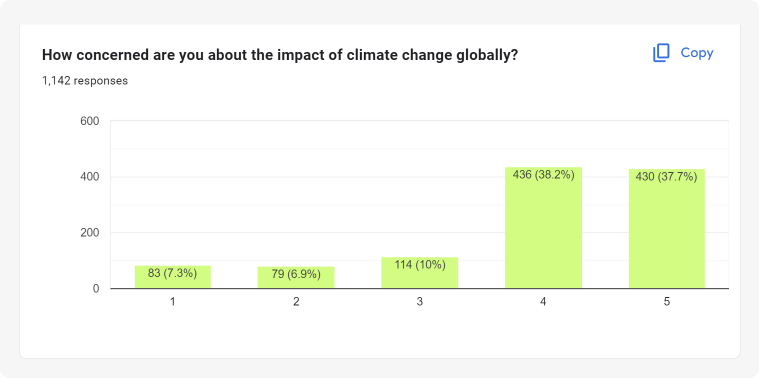 How concerned are you about the impact of climate change globally?
Copy
1,142 responses
600
400
200
0
83 (7.3%)
79 (6.9%)
114 (10%)
436 (38.2%)
430 (37.7%)
1 2 3 4 5